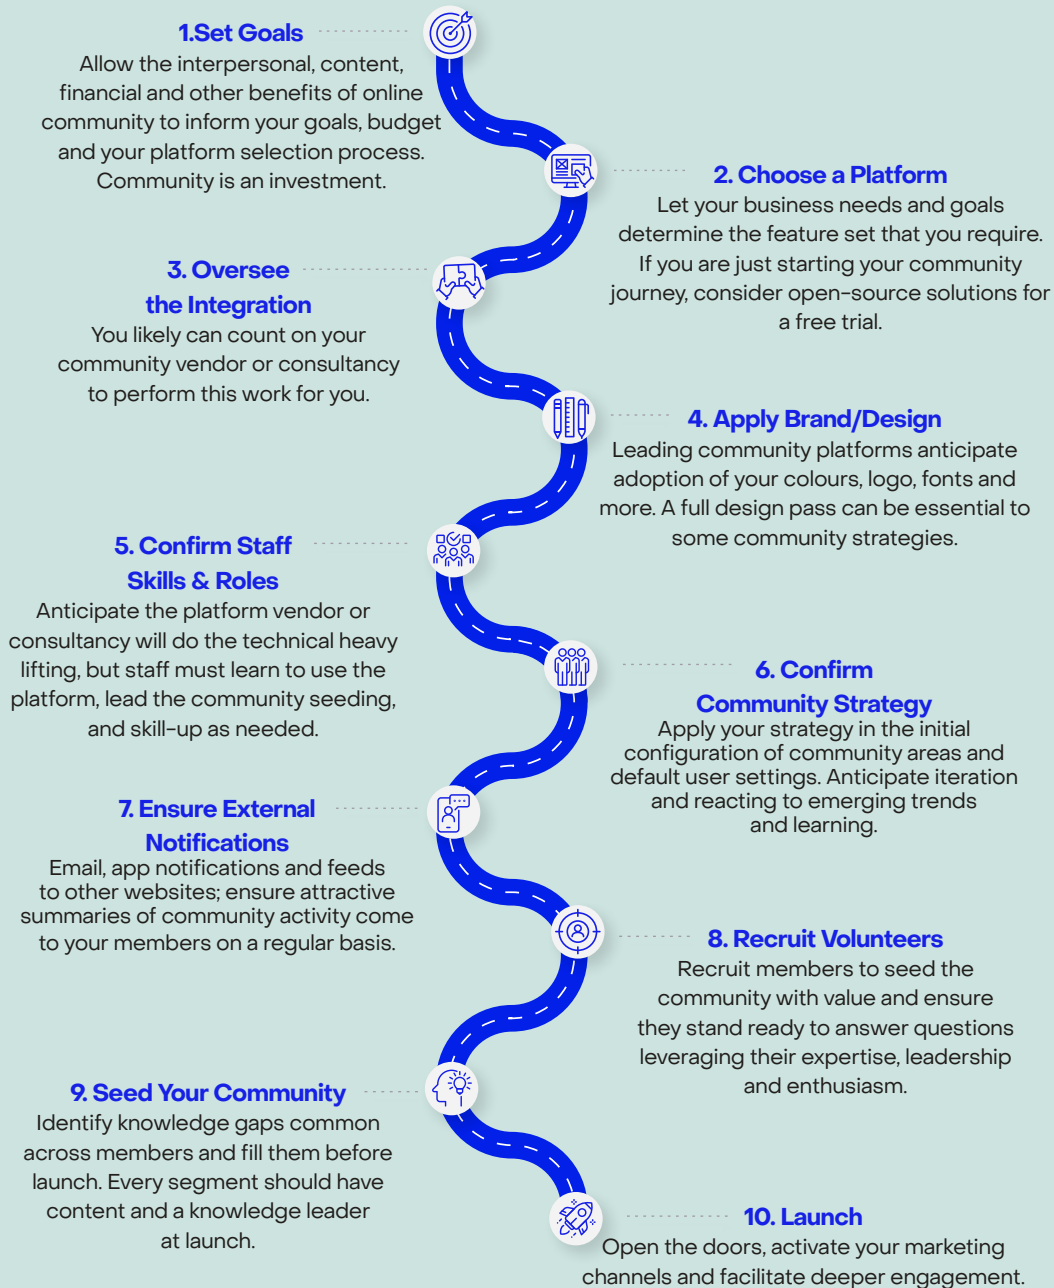 1.Set Goals
Allow the interpersonal, content,
financial and other benefits of online
community to inform your goals, budget
and your platform selection process.
Community is an investment.
2. Choose a Platform
Let your business needs and goals
determine the feature set that you require.
If you are just starting your community
journey, consider open-source solutions for
a free trial.
3. Oversee
the Integration
You likely can count on your
community vendor or consultancy
to perform this work for you.
4. Apply Brand/Design
Leading community platforms anticipate
adoption of your colours, logo, fonts and
more. A full design pass can be essential to
some community strategies.
5. Confirm Staff
Skills & Roles
Anticipate the platform vendor or
consultancy will do the technical heavy
lifting, but staff must learn to use the
platform, lead the community seeding,
and skill-up as needed.
6. Confirm
Community Strategy
Apply your strategy in the initial
configuration of community areas and
default user settings. Anticipate iteration
and reacting to emerging trends
and learning.
7. Ensure External
Notifications
Email, app notifications and feeds
to other websites; ensure attractive
summaries of community activity come
to your members on a regular basis.
8. Recruit Volunteers
Recruit members to seed the
community with value and ensure
they stand ready to answer questions
leveraging their expertise, leadership
and enthusiasm.
9. Seed Your Community
Identify knowledge gaps common
across members and fill them before
launch. Every segment should have
content and a knowledge leader
at launch.
10. Launch
Open the doors, activate your marketing
channels and facilitate deeper engagement.